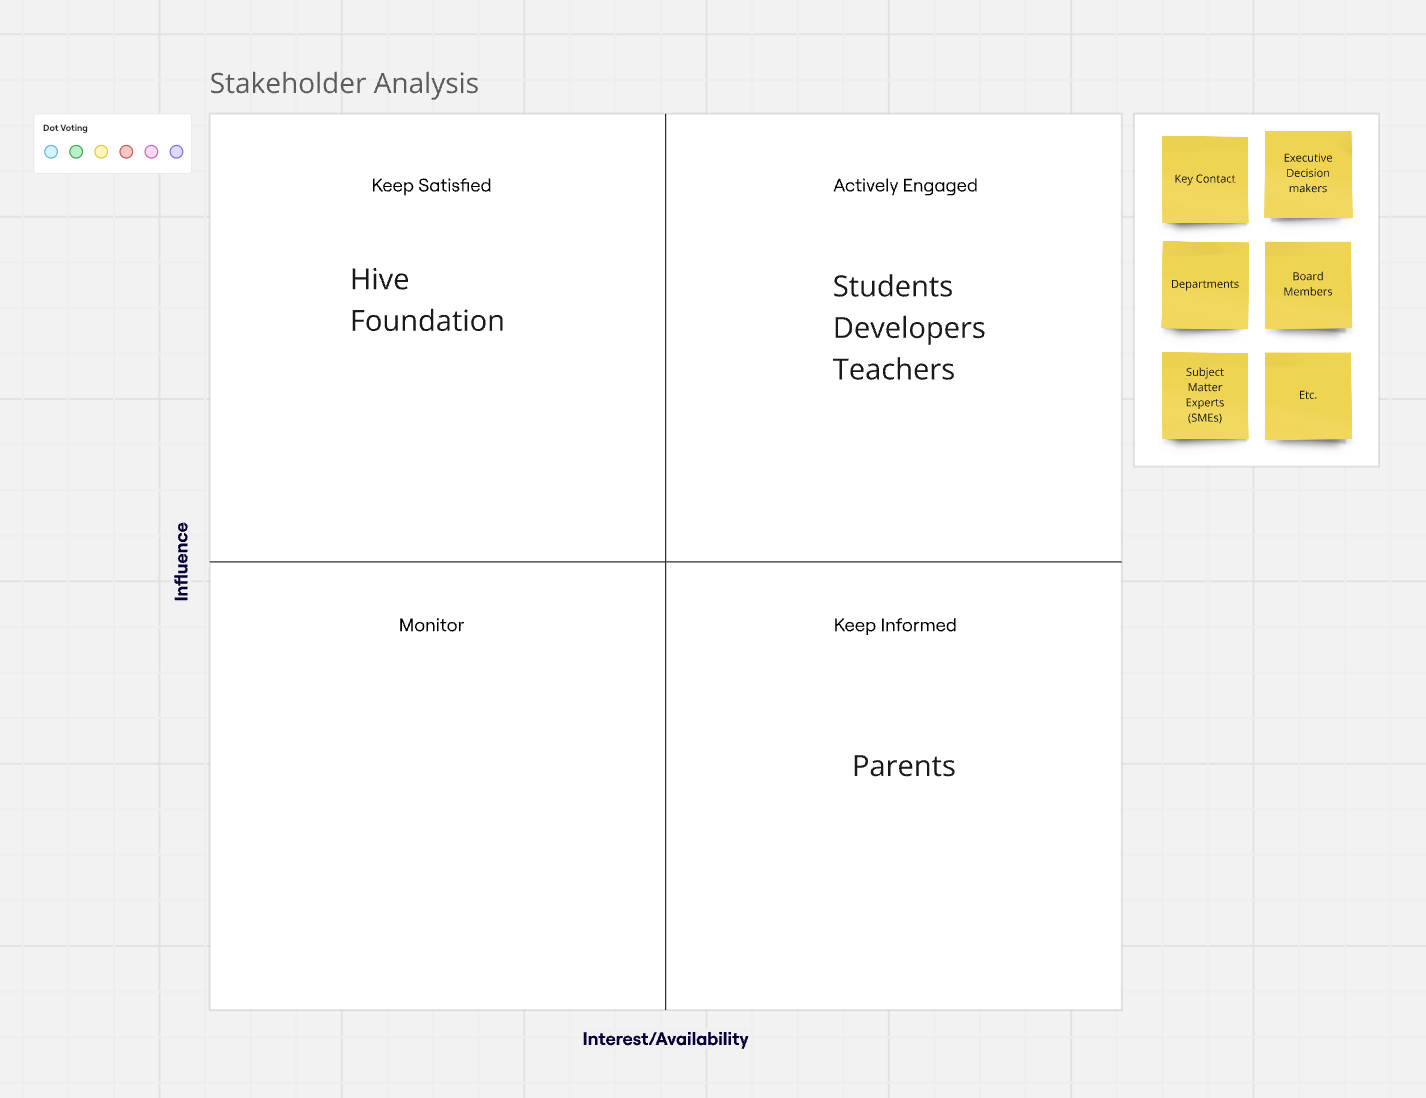 Stakeholder Analysis
Dot Voting
Keep Satisfied
Actively Engaged
Hive
Foundation
Students
Developers
Teachers
Influence
Monitor
Keep Informed
Parents
Interest/Availability
Key Contact
Executive
Decision
makers
Departments
Board
Members
Subject
Matter
Experts
(SMEs)
Etc.